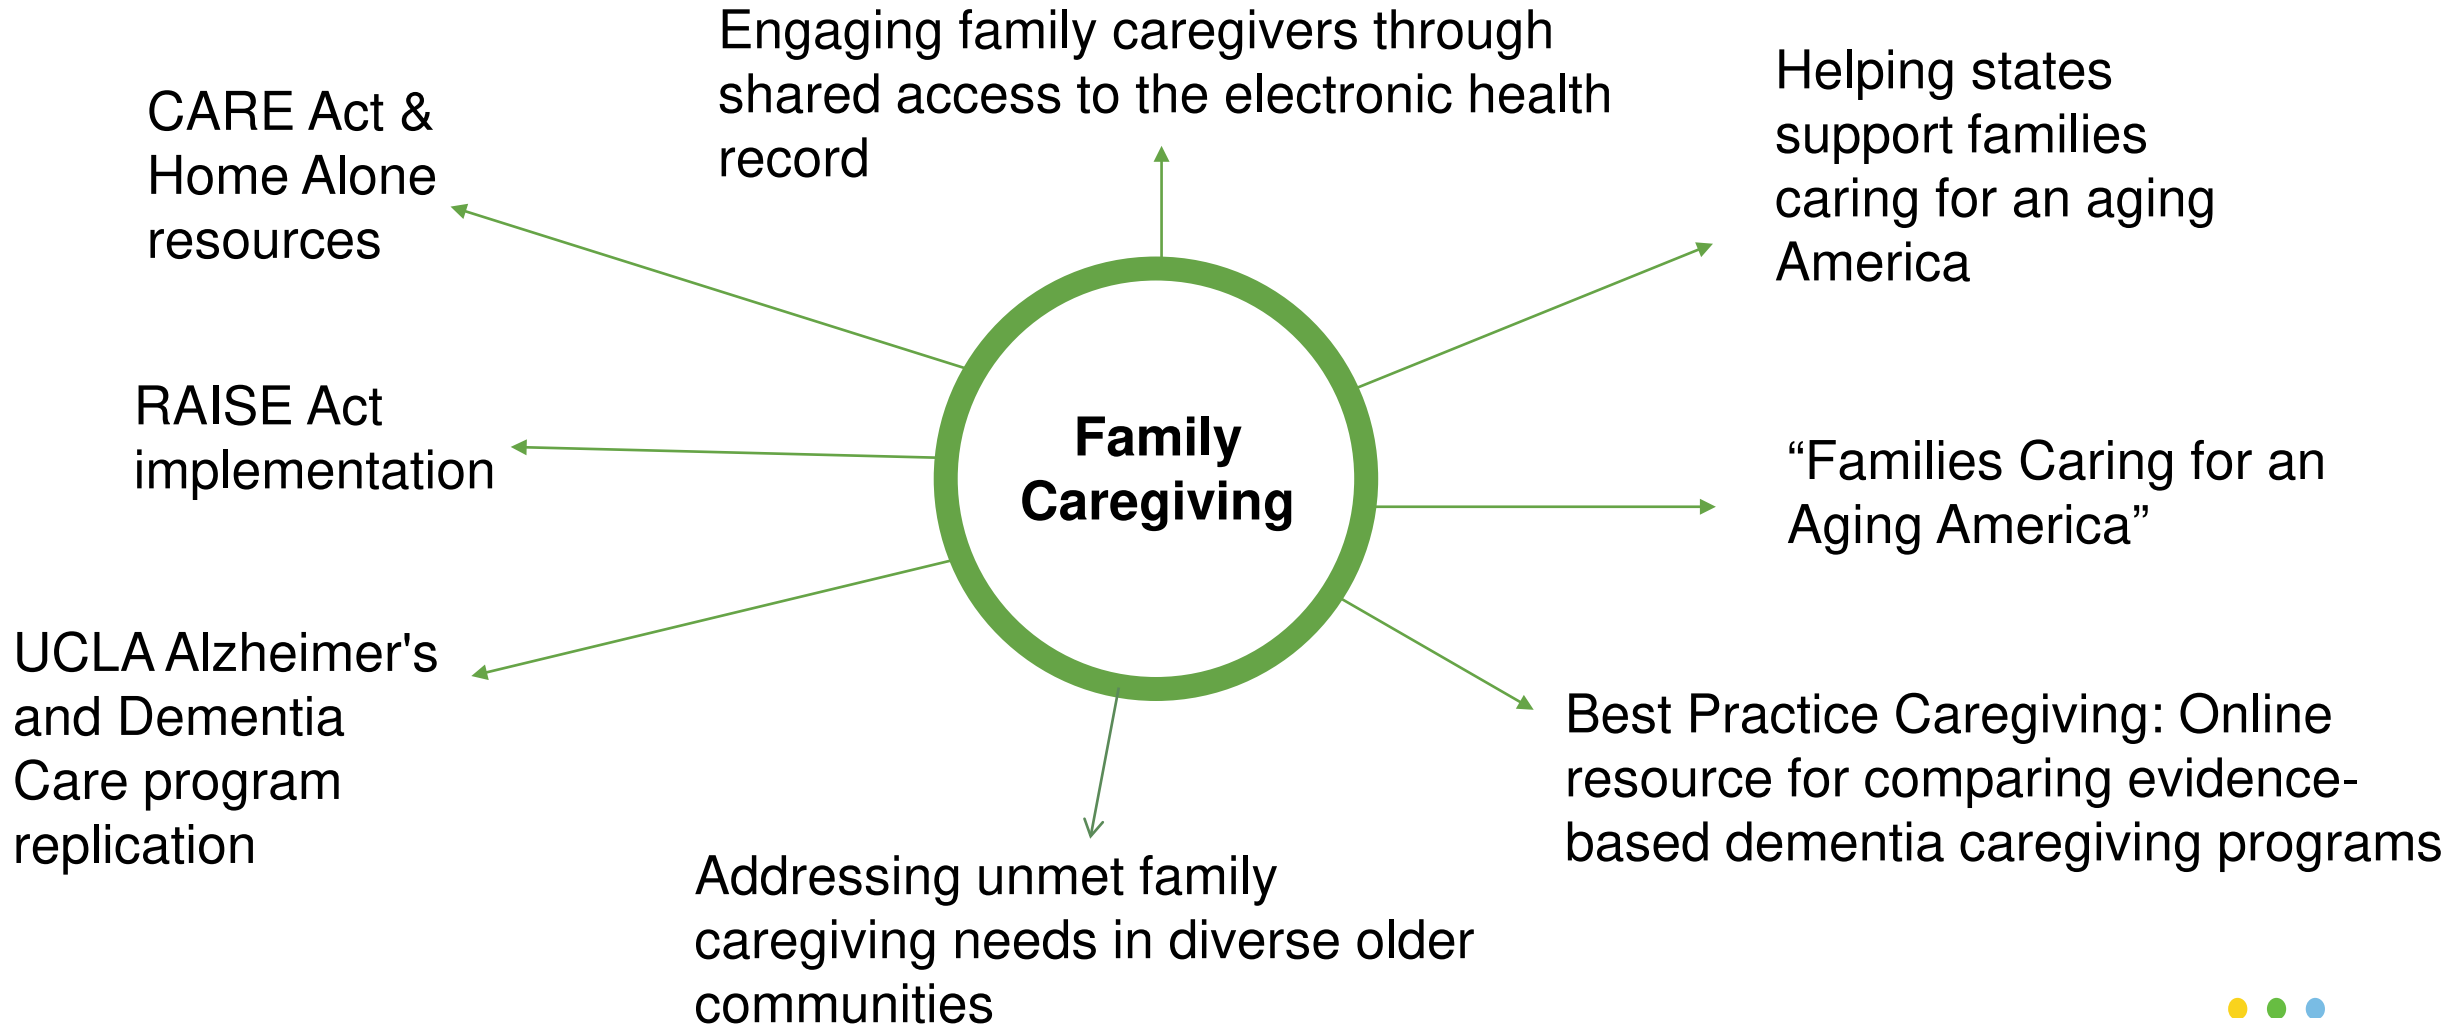 Engaging family caregivers through
shared access to the electronic health
record
Helping states
support families
caring for an aging
America
CARE Act &
Home Alone
resources
Family
Caregiving
RAISE Act
implementation
“Families Caring for an
Aging America”
UCLA Alzheimer's
and Dementia
Care program
replication
Best Practice Caregiving: Online
resource for comparing evidence-
based dementia caregiving programs
Addressing unmet family
caregiving needs in diverse older
communities